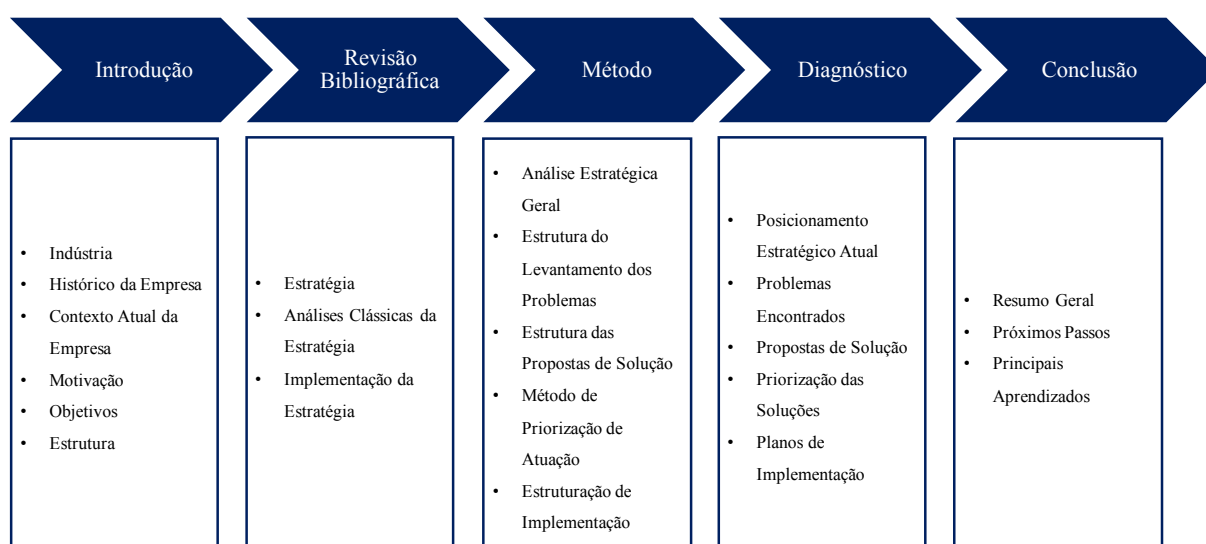 Introdução
Revisão
Bibliográfica
Método
Diagnóstico
Conclusão
• Indústria
• Histórico da Empresa
• Contexto Atual da
Empresa
• Motivação
• Objetivos
• Estrutura
• Estratégia
• Análises Clássicas da
Estratégia
• Implementação da
Estratégia
• Análise Estratégica
Geral
• Estrutura do
Levantamento dos
Problemas
• Estrutura das
Propostas de Solução
• Método de
Priorização de
Atuação
• Estruturação de
Implementação
• Posicionamento
Estratégico Atual
• Problemas
Encontrados
• Propostas de Solução
• Priorização das
Soluções
• Planos de
Implementação
• Resumo Geral
• Próximos Passos
• Principais
Aprendizados